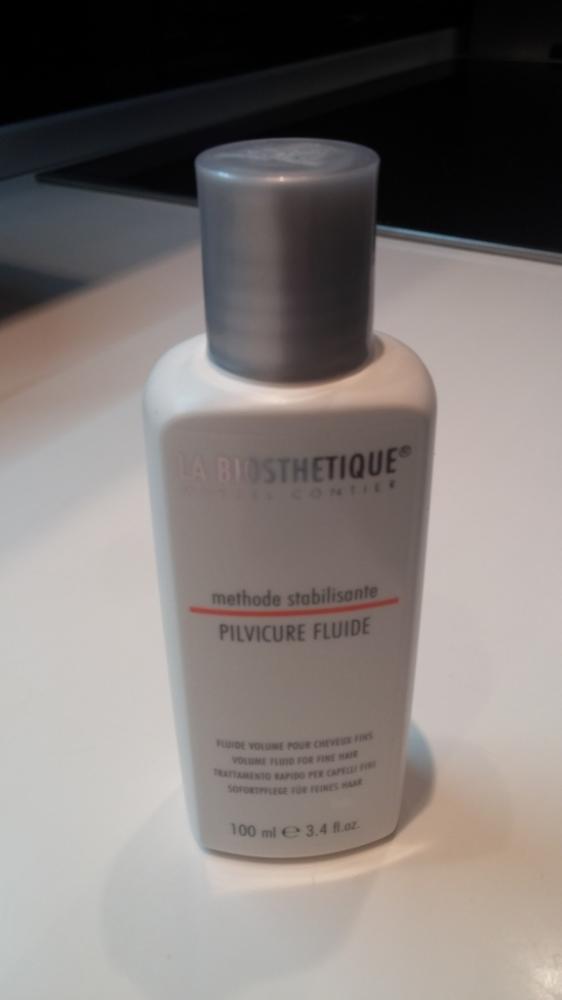 LA BIOSTHETIQUE®
CONTIER
methode stabilisante
PILVICURE FLUIDE
FLUIDE VOLUME POUR CHEVEUX FINS
VOLUME FLUID FOR FINE HAIR
TRATTAMENTO RAPIDO PER CAPELLI FINI
SOFORTPFLEGE FÜR FEINES HAAR
100 ml ℮ 3.4 fl.oz.